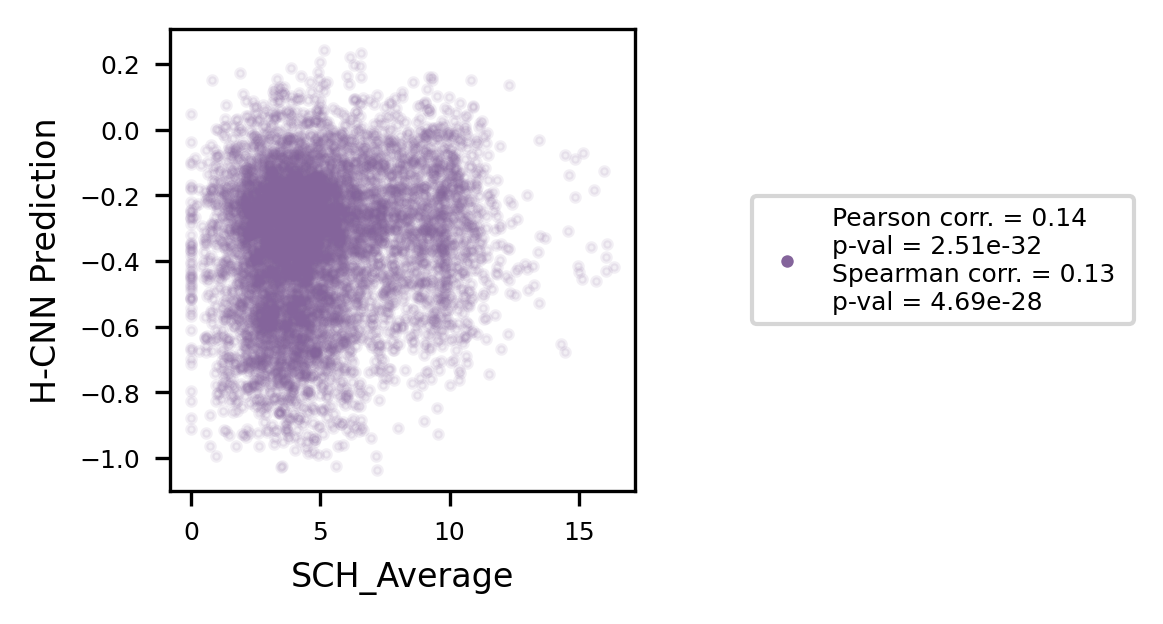 0.2
0.0
−0.2
−0.4
−0.6
−0.8
−1.0
H-CNN Prediction
0 5 10 15
SCH_Average
Pearson corr. = 0.14
p-val = 2.51e-32
Spearman corr. = 0.13
p-val = 4.69e-28